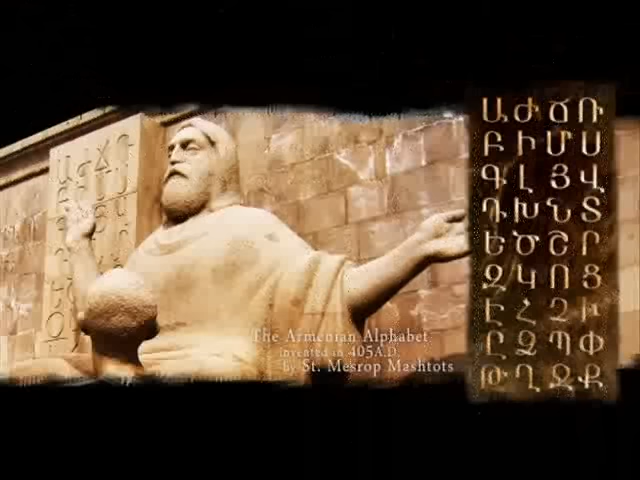 The Armenian Alphabet
invented in 405A.D.
by St. Mesrop Mashtots
Ա Ժ Ճ Ռ
Բ Ի Մ Ս
Գ Լ Յ Վ
Դ Խ Ն Տ
Ե Ծ Շ Ր
Զ Կ Ո Ց
Է Հ Չ Ւ
Ը Ձ Պ Փ
Թ Ղ Ջ Ք